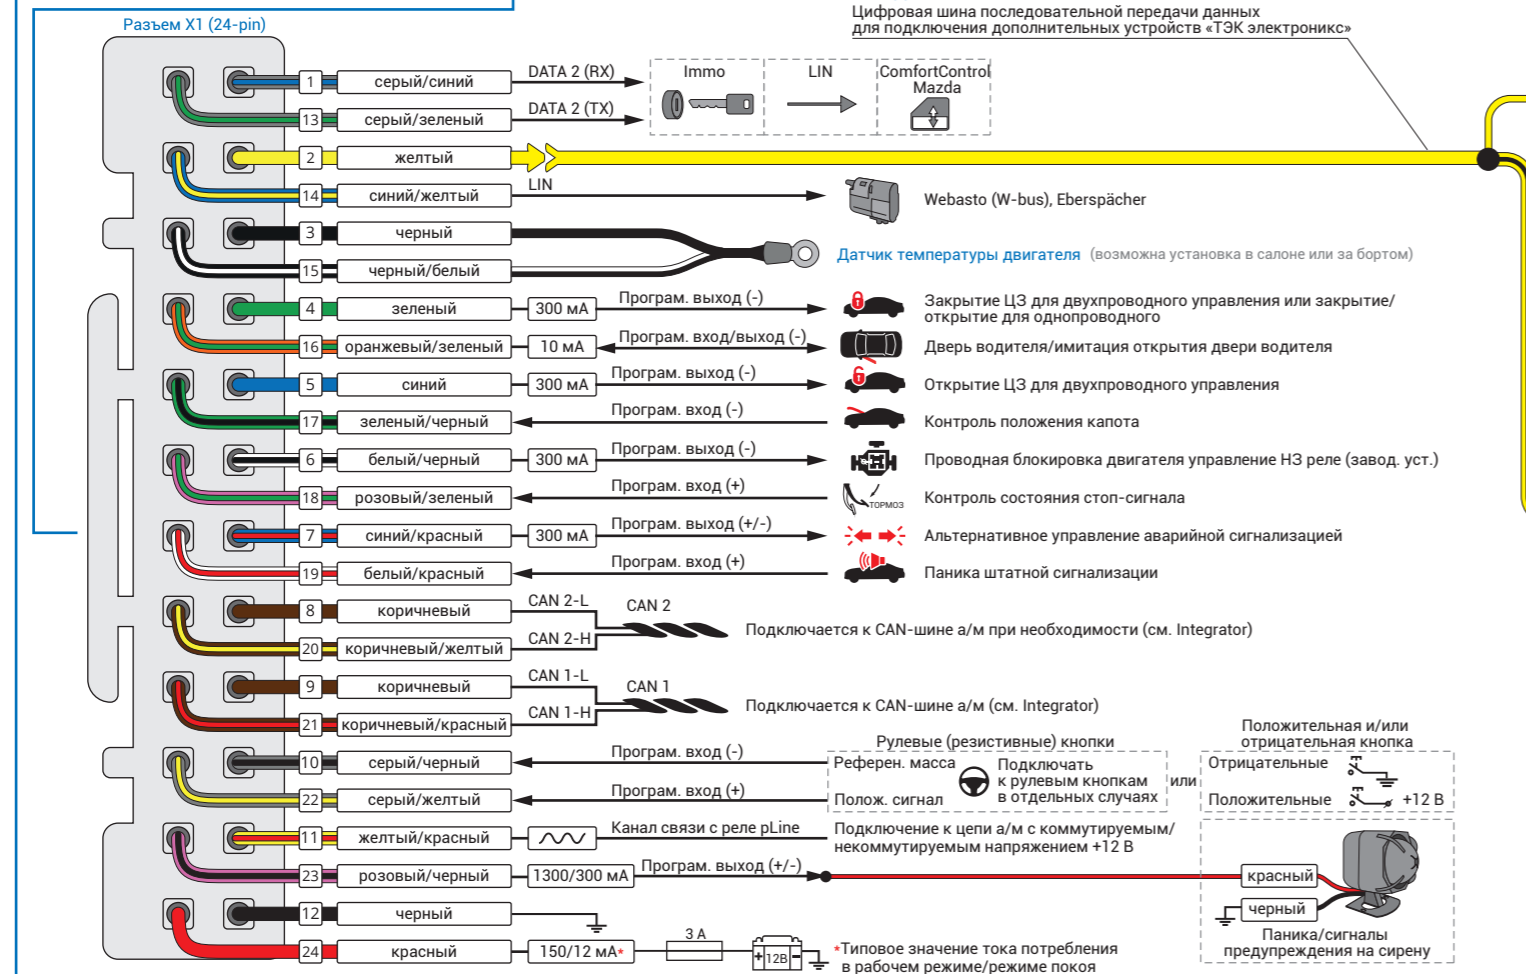 Цифровая шина последовательной передачи данных
для подключения дополнительных устройств «ТЭК электроникс»
Разъем X1 (24-pin)
1 серый/синий DATA 2 (RX)
13 серый/зеленый DATA 2 (TX)
Immo LIN ComfortControl
Mazda
2 желтый
14 синий/желтый LIN Webasto (W-bus), Eberspächer
3 черный
15 черный/белый
Датчик температуры двигателя (возможна установка в салоне или за бортом)
4 зеленый 300 мА Програм. выход (-) Закрытие ЦЗ для двухпроводного управления или закрытие/
открытие для однопроводного
16 оранжевый/зеленый 10 мА Програм. вход/выход (-) Дверь водителя/имитация открытия двери водителя
5 синий 300 мА Програм. выход (-) Открытие ЦЗ для двухпроводного управления
17 зеленый/черный Програм. вход (-) Контроль положения капота
6 белый/черный 300 мА Програм. выход (-) Проводная блокировка двигателя управление НЗ реле (завод. уст.)
18 розовый/зеленый Програм. вход (+) ТОРМОЗ Контроль состояния стоп-сигнала
7 синий/красный 300 мА Програм. выход (+/-) Альтернативное управление аварийной сигнализацией
19 белый/красный Програм. вход (+) Паника штатной сигнализации
8 коричневый CAN 2-L
20 коричневый/желтый CAN 2-H
CAN 2 Подключается к CAN-шине а/м при необходимости (см. Integrator)
9 коричневый CAN 1-L
21 коричневый/красный CAN 1-H
CAN 1 Подключается к CAN-шине а/м (см. Integrator)
10 серый/черный Програм. вход (-)
22 серый/желтый Програм. вход (+)
Рулевые (резистивные) кнопки
Референ. масса
Полож. сигнал
Подключать
к рулевым кнопкам
в отдельных случаях
или
Положительная и/или
отрицательная кнопка
Отрицательные
Положительные +12 В
11 желтый/красный Канал связи с реле pLine Подключение к цепи а/м с коммутируемым/
некоммутируемым напряжением +12 В
23 розовый/черный 1300/300 мА Програм. выход (+/-)
красный
черный
Паника/сигналы
предупреждения на сирену
12 черный
24 красный 150/12 мА* 3 А + 12В -
*Типовое значение тока потребления
в рабочем режиме/режиме покоя